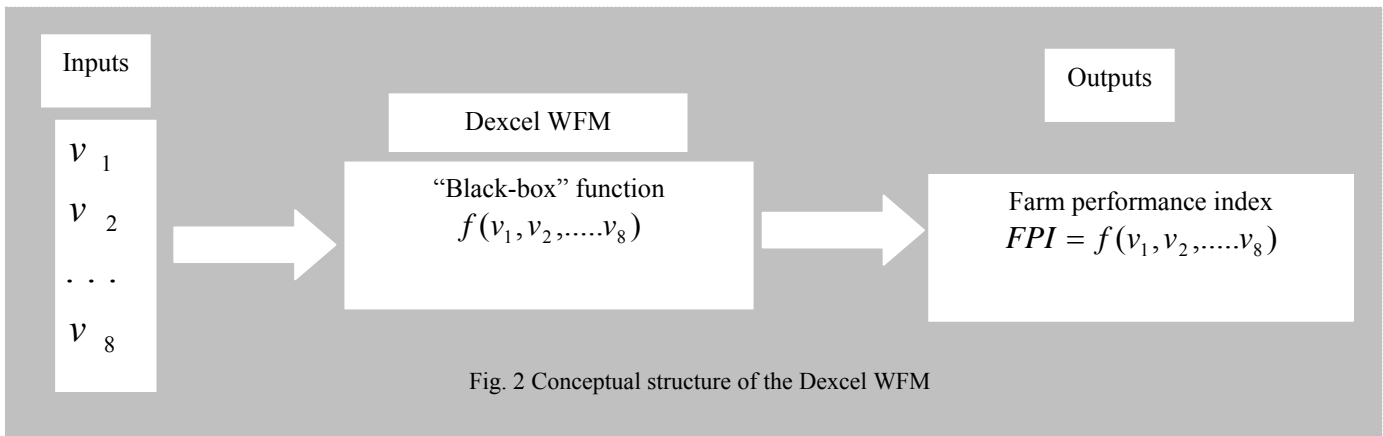 Inputs
v 1
v 2
. . .
v 8
Dexcel WFM
“Black-box” function
f(v1,v2,.....v8)
Outputs
Farm performance index
FPI = f(v1,v2,.....v8)
Fig. 2 Conceptual structure of the Dexcel WFM